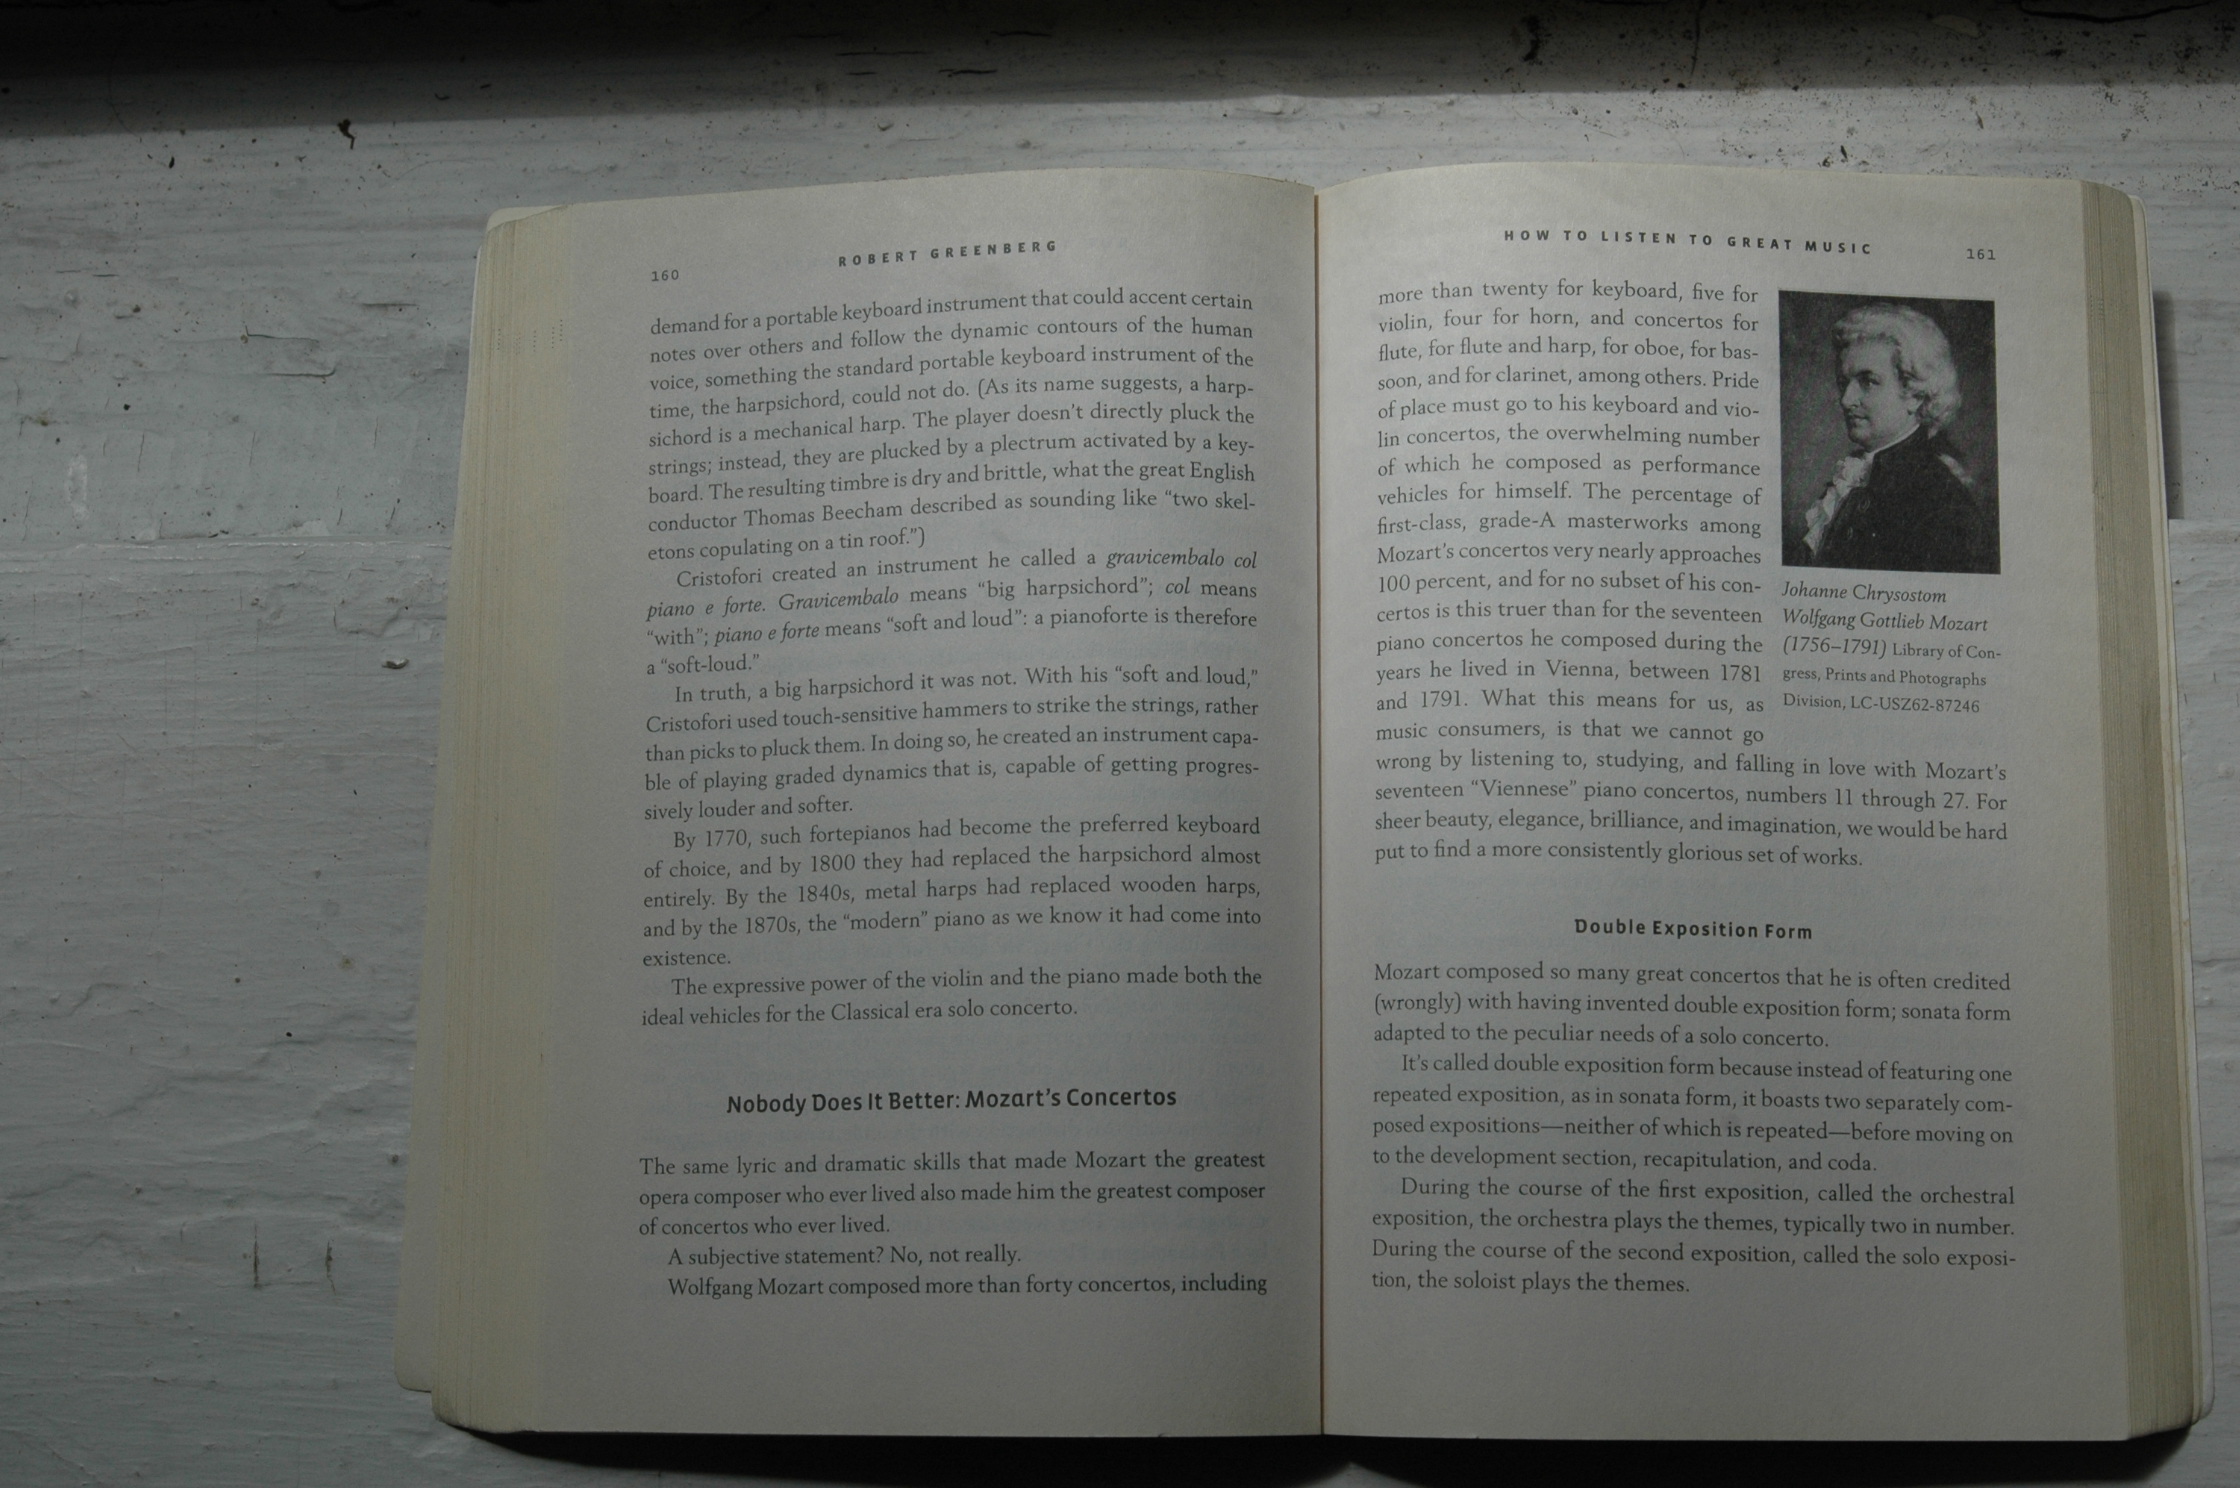 160
ROBERT GREENBERG
demand for a portable keyboard instrument that could accent certain
notes over others and follow the dynamic contours of the human
voice, something the standard portable keyboard instrument of the
time, the harpsichord, could not do. (As its name suggests, a harp-
sichord is a mechanical harp. The player doesn't directly pluck the
strings; instead, they are plucked by a plectrum activated by a key-
board. The resulting timbre is dry and brittle, what the great English
conductor Thomas Beecham described as sounding like “two skel-
etons copulating on a tin roof.”)
Cristofori created an instrument he called a gravicembalo col
piano e forte. Gravicembalo means “big harpsichord”; col means
“with”; piano e forte means “soft and loud”: a pianoforte is therefore
a “soft-loud.”
In truth, a big harpsichord it was not. With his “soft and loud,”
Cristofori used touch-sensitive hammers to strike the strings, rather
than picks to pluck them. In doing so, he created an instrument capa-
ble of playing graded dynamics that is, capable of getting progres-
sively louder and softer.
By 1770, such fortepianos had become the preferred keyboard
of choice, and by 1800 they had replaced the harpsichord almost
entirely. By the 1840s, metal harps had replaced wooden harps,
and by the 1870s, the “modern” piano as we know it had come into
existence.
The expressive power of the violin and the piano made both the
ideal vehicles for the Classical era solo concerto.
Nobody Does It Better: Mozart's Concertos
The same lyric and dramatic skills that made Mozart the greatest
opera composer who ever lived also made him the greatest composer
of concertos who ever lived.
A subjective statement? No, not really.
Wolfgang Mozart composed more than forty concertos, including
HOW TO LISTEN TO GREAT MUSIC
161
more than twenty for keyboard, five for
violin, four for horn, and concertos for
flute, for flute and harp, for oboe, for bas-
soon, and for clarinet, among others. Pride
of place must go to his keyboard and vio-
lin concertos, the overwhelming number
of which he composed as performance
vehicles for himself. The percentage of
first-class, grade-A masterworks among
Mozart's concertos very nearly approaches
100 percent, and for no subset of his con-
certos is this truer than for the seventeen
piano concertos he composed during the
years he lived in Vienna, between 1781
and 1791. What this means for us, as
music consumers, is that we cannot go
wrong by listening to, studying, and falling in love with Mozart's
seventeen “Viennese” piano concertos, numbers 11 through 27. For
sheer beauty, elegance, brilliance, and imagination, we would be hard
put to find a more consistently glorious set of works.
Johanne Chrysostom
Wolfgang Gottlieb Mozart
(1756–1791) Library of Con-
gress, Prints and Photographs
Division, LC-USZ62-87246
Double Exposition Form
Mozart composed so many great concertos that he is often credited
(wrongly) with having invented double exposition form; sonata form
adapted to the peculiar needs of a solo concerto.
It's called double exposition form because instead of featuring one
repeated exposition, as in sonata form, it boasts two separately com-
posed expositions—neither of which is repeated—before moving on
to the development section, recapitulation, and coda.
During the course of the first exposition, called the orchestral
exposition, the orchestra plays the themes, typically two in number.
During the course of the second exposition, called the solo exposi-
tion, the soloist plays the themes.